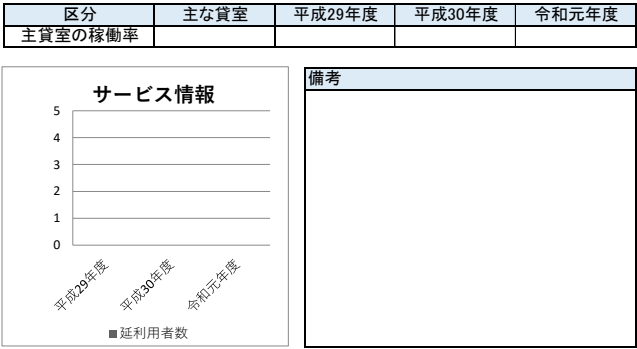 区分 主な貸室 平成29年度 平成30年度 令和元年度
主貸室の稼働率
サービス情報
5
4
3
2
1
0
平成29年度 平成30年度 令和元年度
■延利用者数
備考